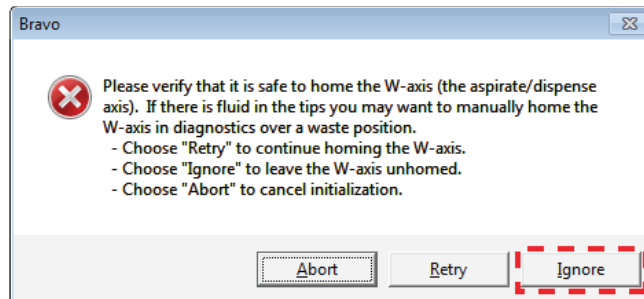 Bravo
Please verify that it is safe to home the W-axis (the aspirate/dispense
axis). If there is fluid in the tips you may want to manually home the
W-axis in diagnostics over a waste position.
- Choose "Retry" to continue homing the W-axis.
- Choose "Ignore" to leave the W-axis unhomed.
- Choose "Abort" to cancel initialization.
Abort Retry Ignore